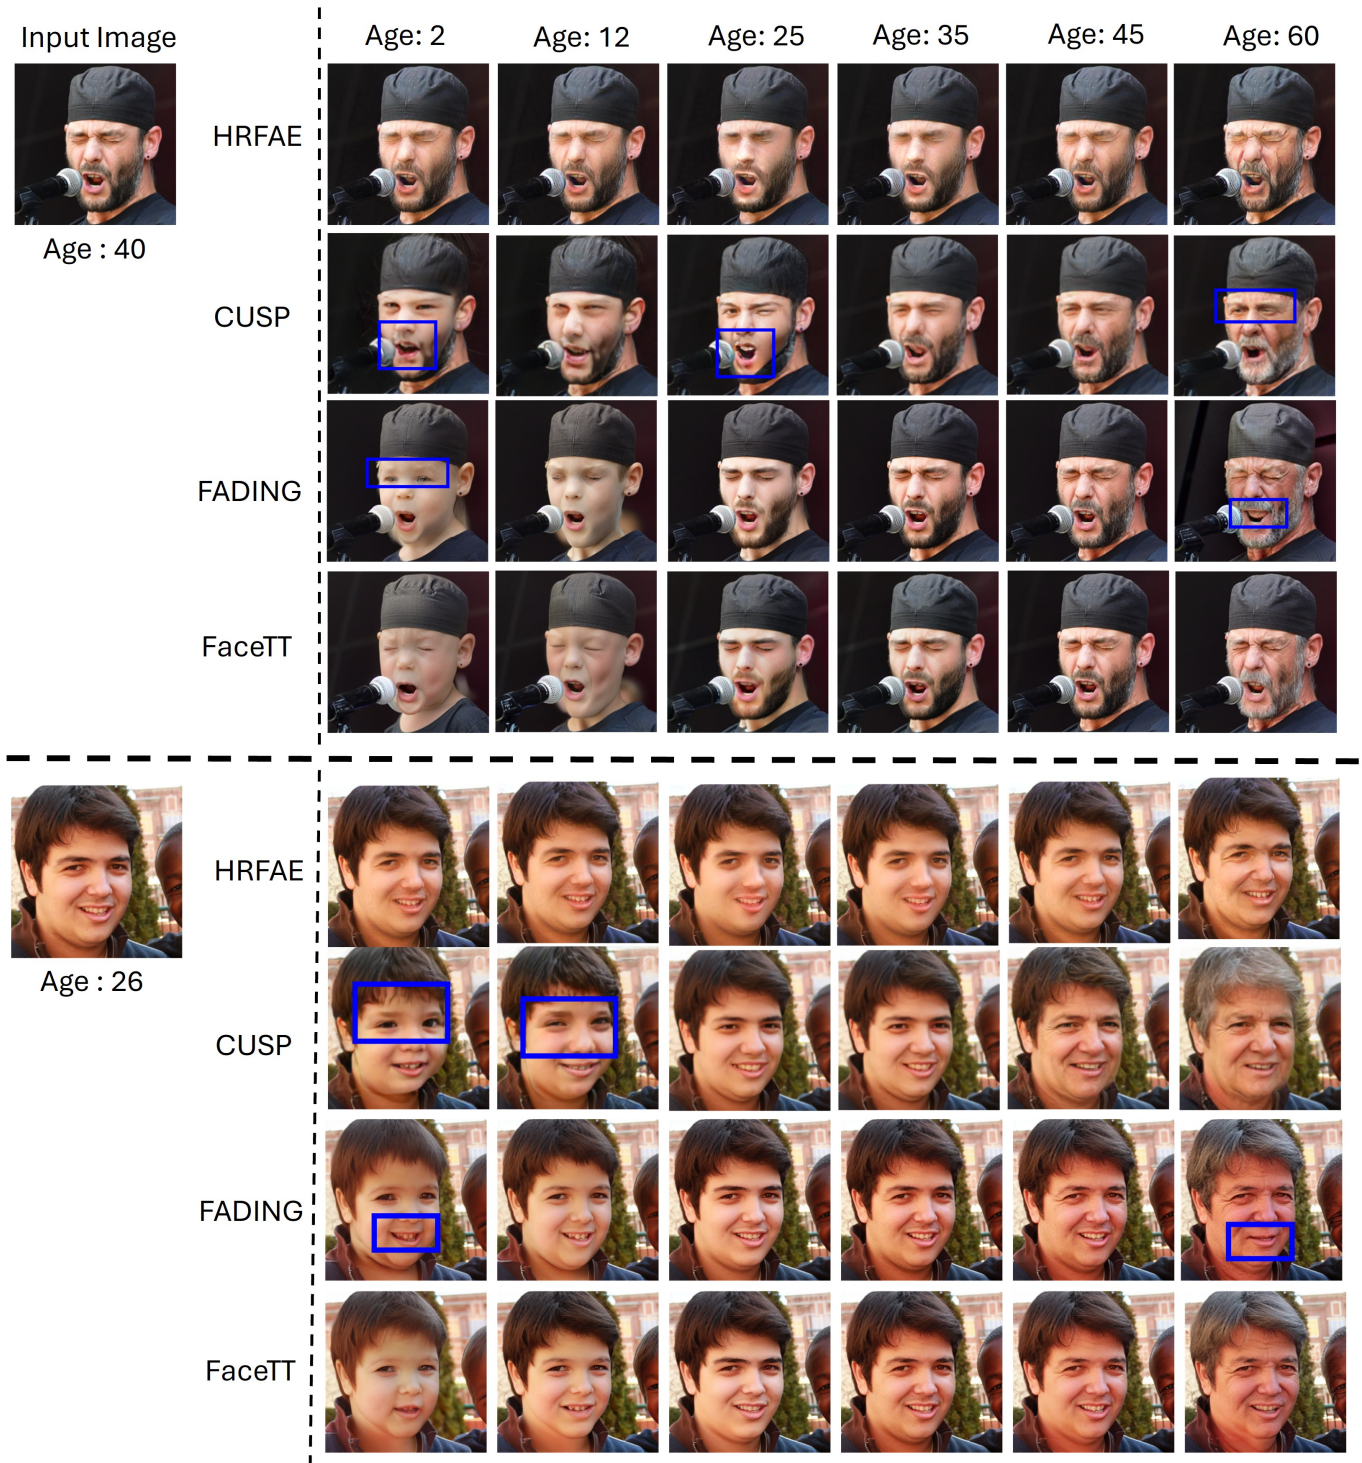 Input Image
Age: 2
Age: 12
Age: 25
Age: 35
Age: 45
Age: 60
HRFAE
Age : 40
CUSP
FADING
FaceTT
HRFAE
Age : 26
CUSP
FADING
FaceTT